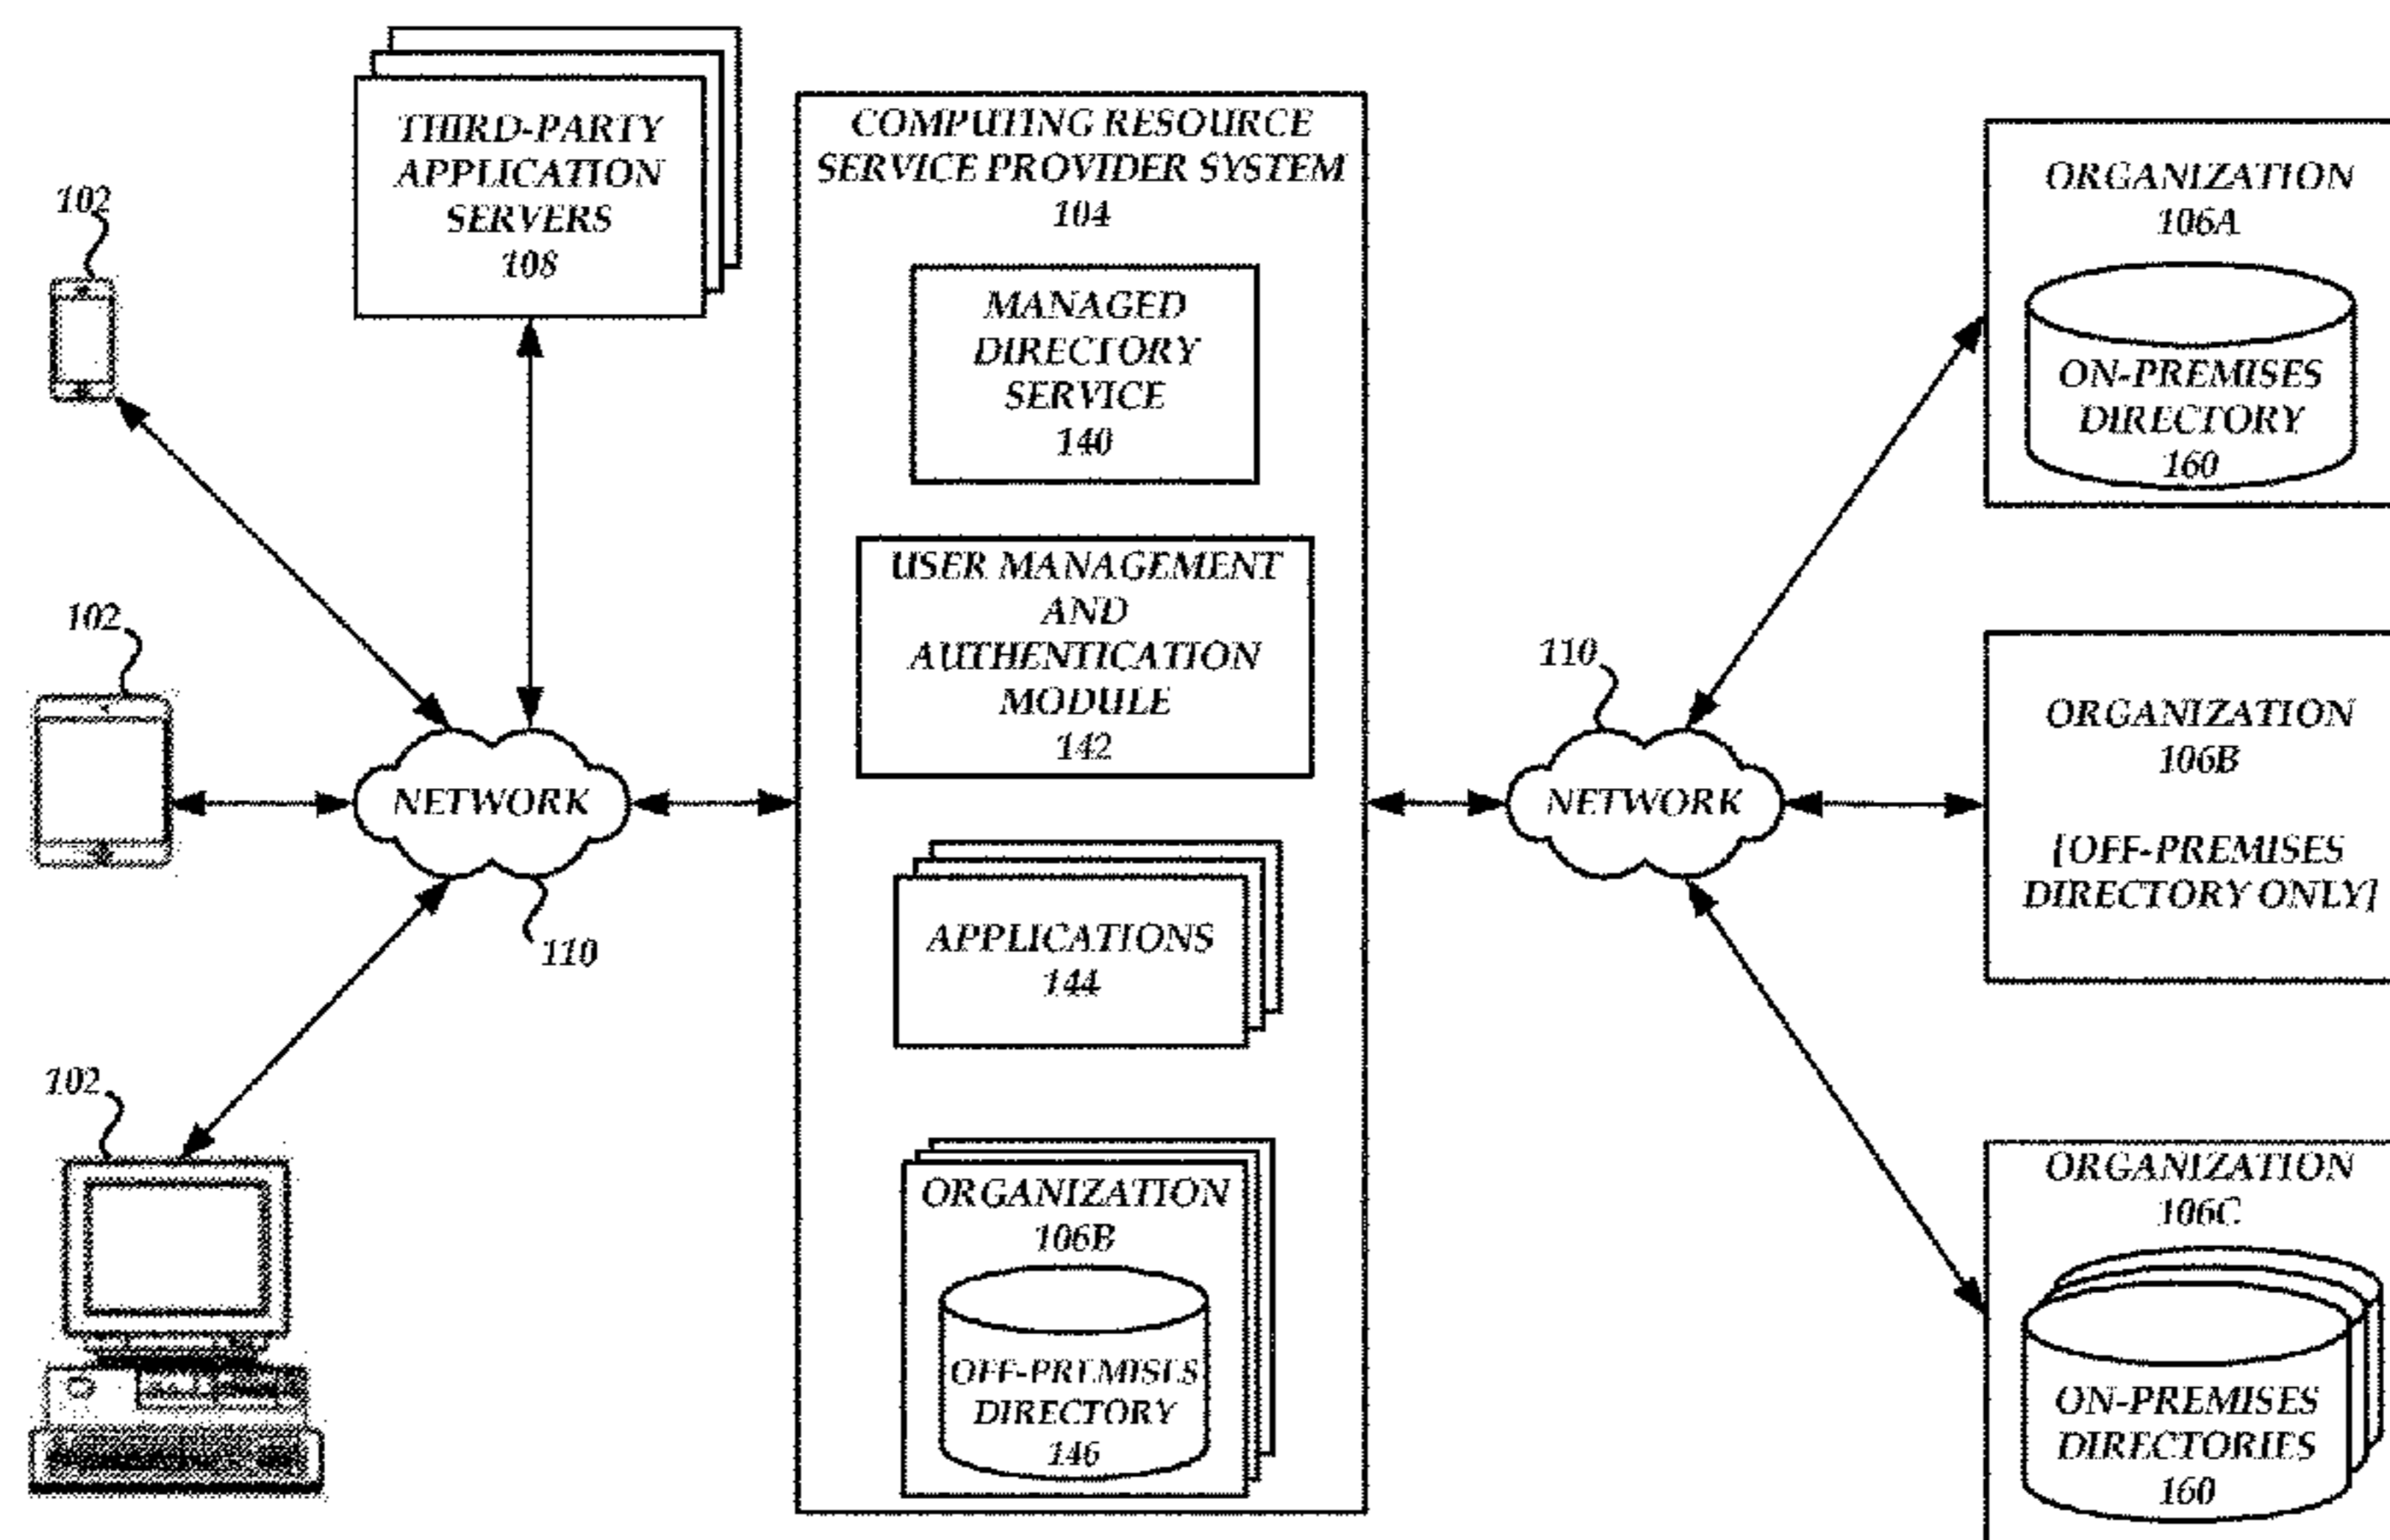 THIRD-PARTY
APPLICATION
SERVERS
108
102
102
102
NETWORK
110
COMPUTING RESOURCE
SERVICE PROVIDER SYSTEM
104
MANAGED
DIRECTORY
SERVICE
140
USER MANAGEMENT
AND
AUTHENTICATION
MODULE
142
APPLICATIONS
144
ORGANIZATION
106B
OFF-PREMISES
DIRECTORY
146
110
NETWORK
ORGANIZATION
106A
ON-PREMISES
DIRECTORY
160
ORGANIZATION
106B
[OFF-PREMISES
DIRECTORY ONLY]
ORGANIZATION
106C
ON-PREMISES
DIRECTORIES
160